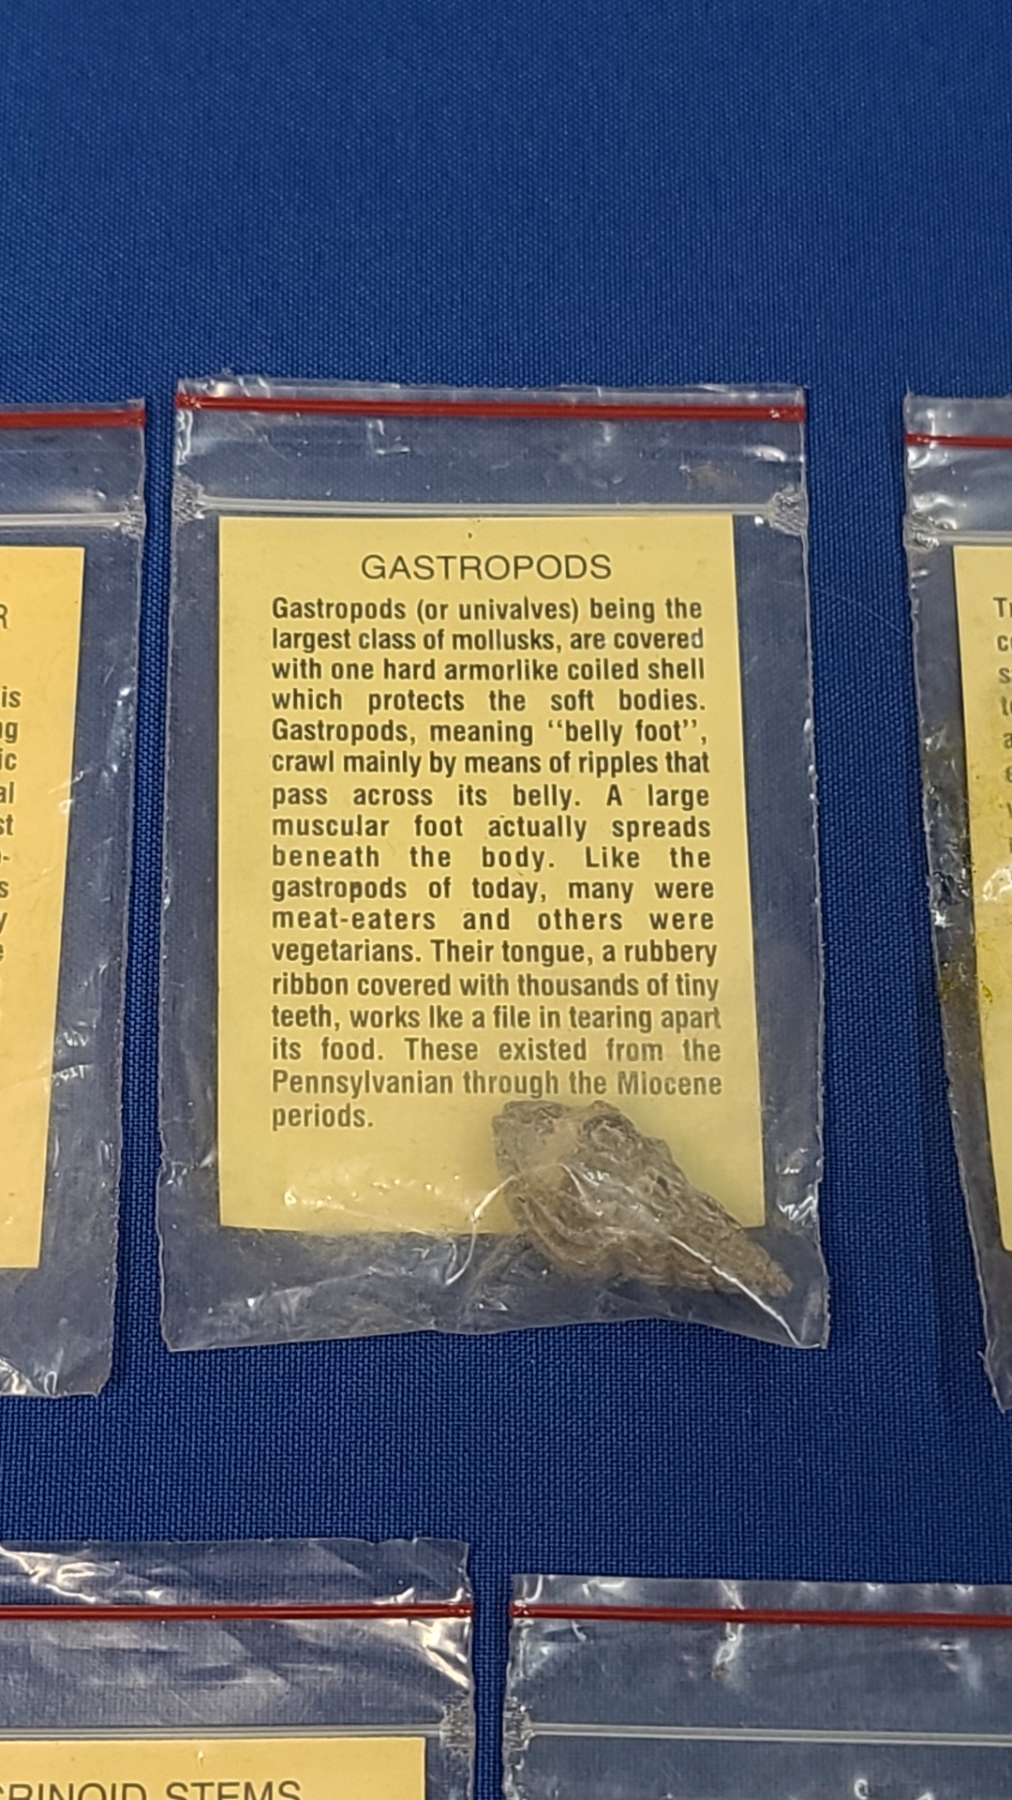 GASTROPODS
Gastropods (or univalves) being the
largest class of mollusks, are covered
with one hard armorlike coiled shell
which protects the soft bodies.
Gastropods, meaning “belly foot”,
crawl mainly by means of ripples that
pass across its belly. A large
muscular foot actually spreads
beneath the body. Like the
gastropods of today, many were
meat-eaters and others were
vegetarians. Their tongue, a rubbery
ribbon covered with thousands of tiny
teeth, works lke a file in tearing apart
its food. These existed from the
Pennsylvanian through the Miocene
periods.
is
CRINOID STEMS